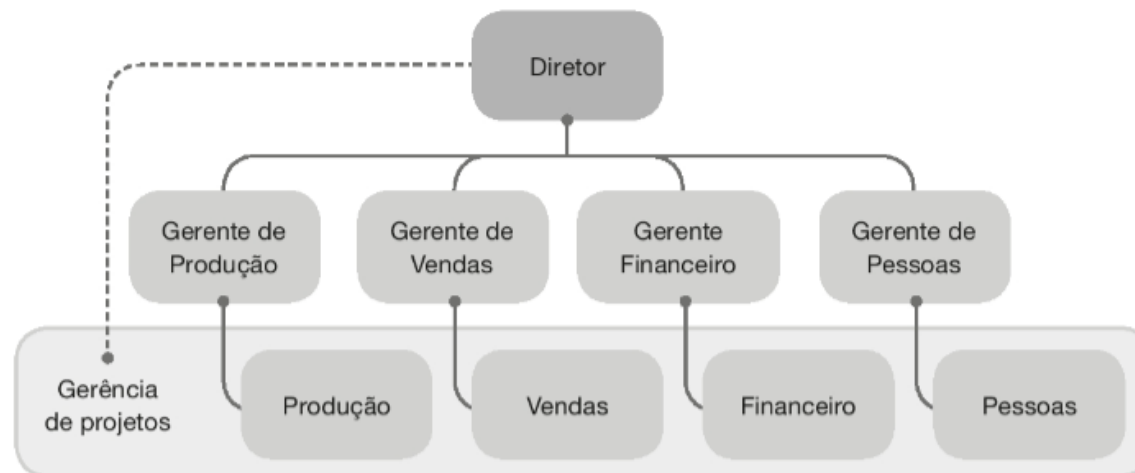 Diretor
Gerente de
Produção
Gerente de
Vendas
Gerente
Financeiro
Gerente de
Pessoas
Gerência
de projetos
Produção
Vendas
Financeiro
Pessoas